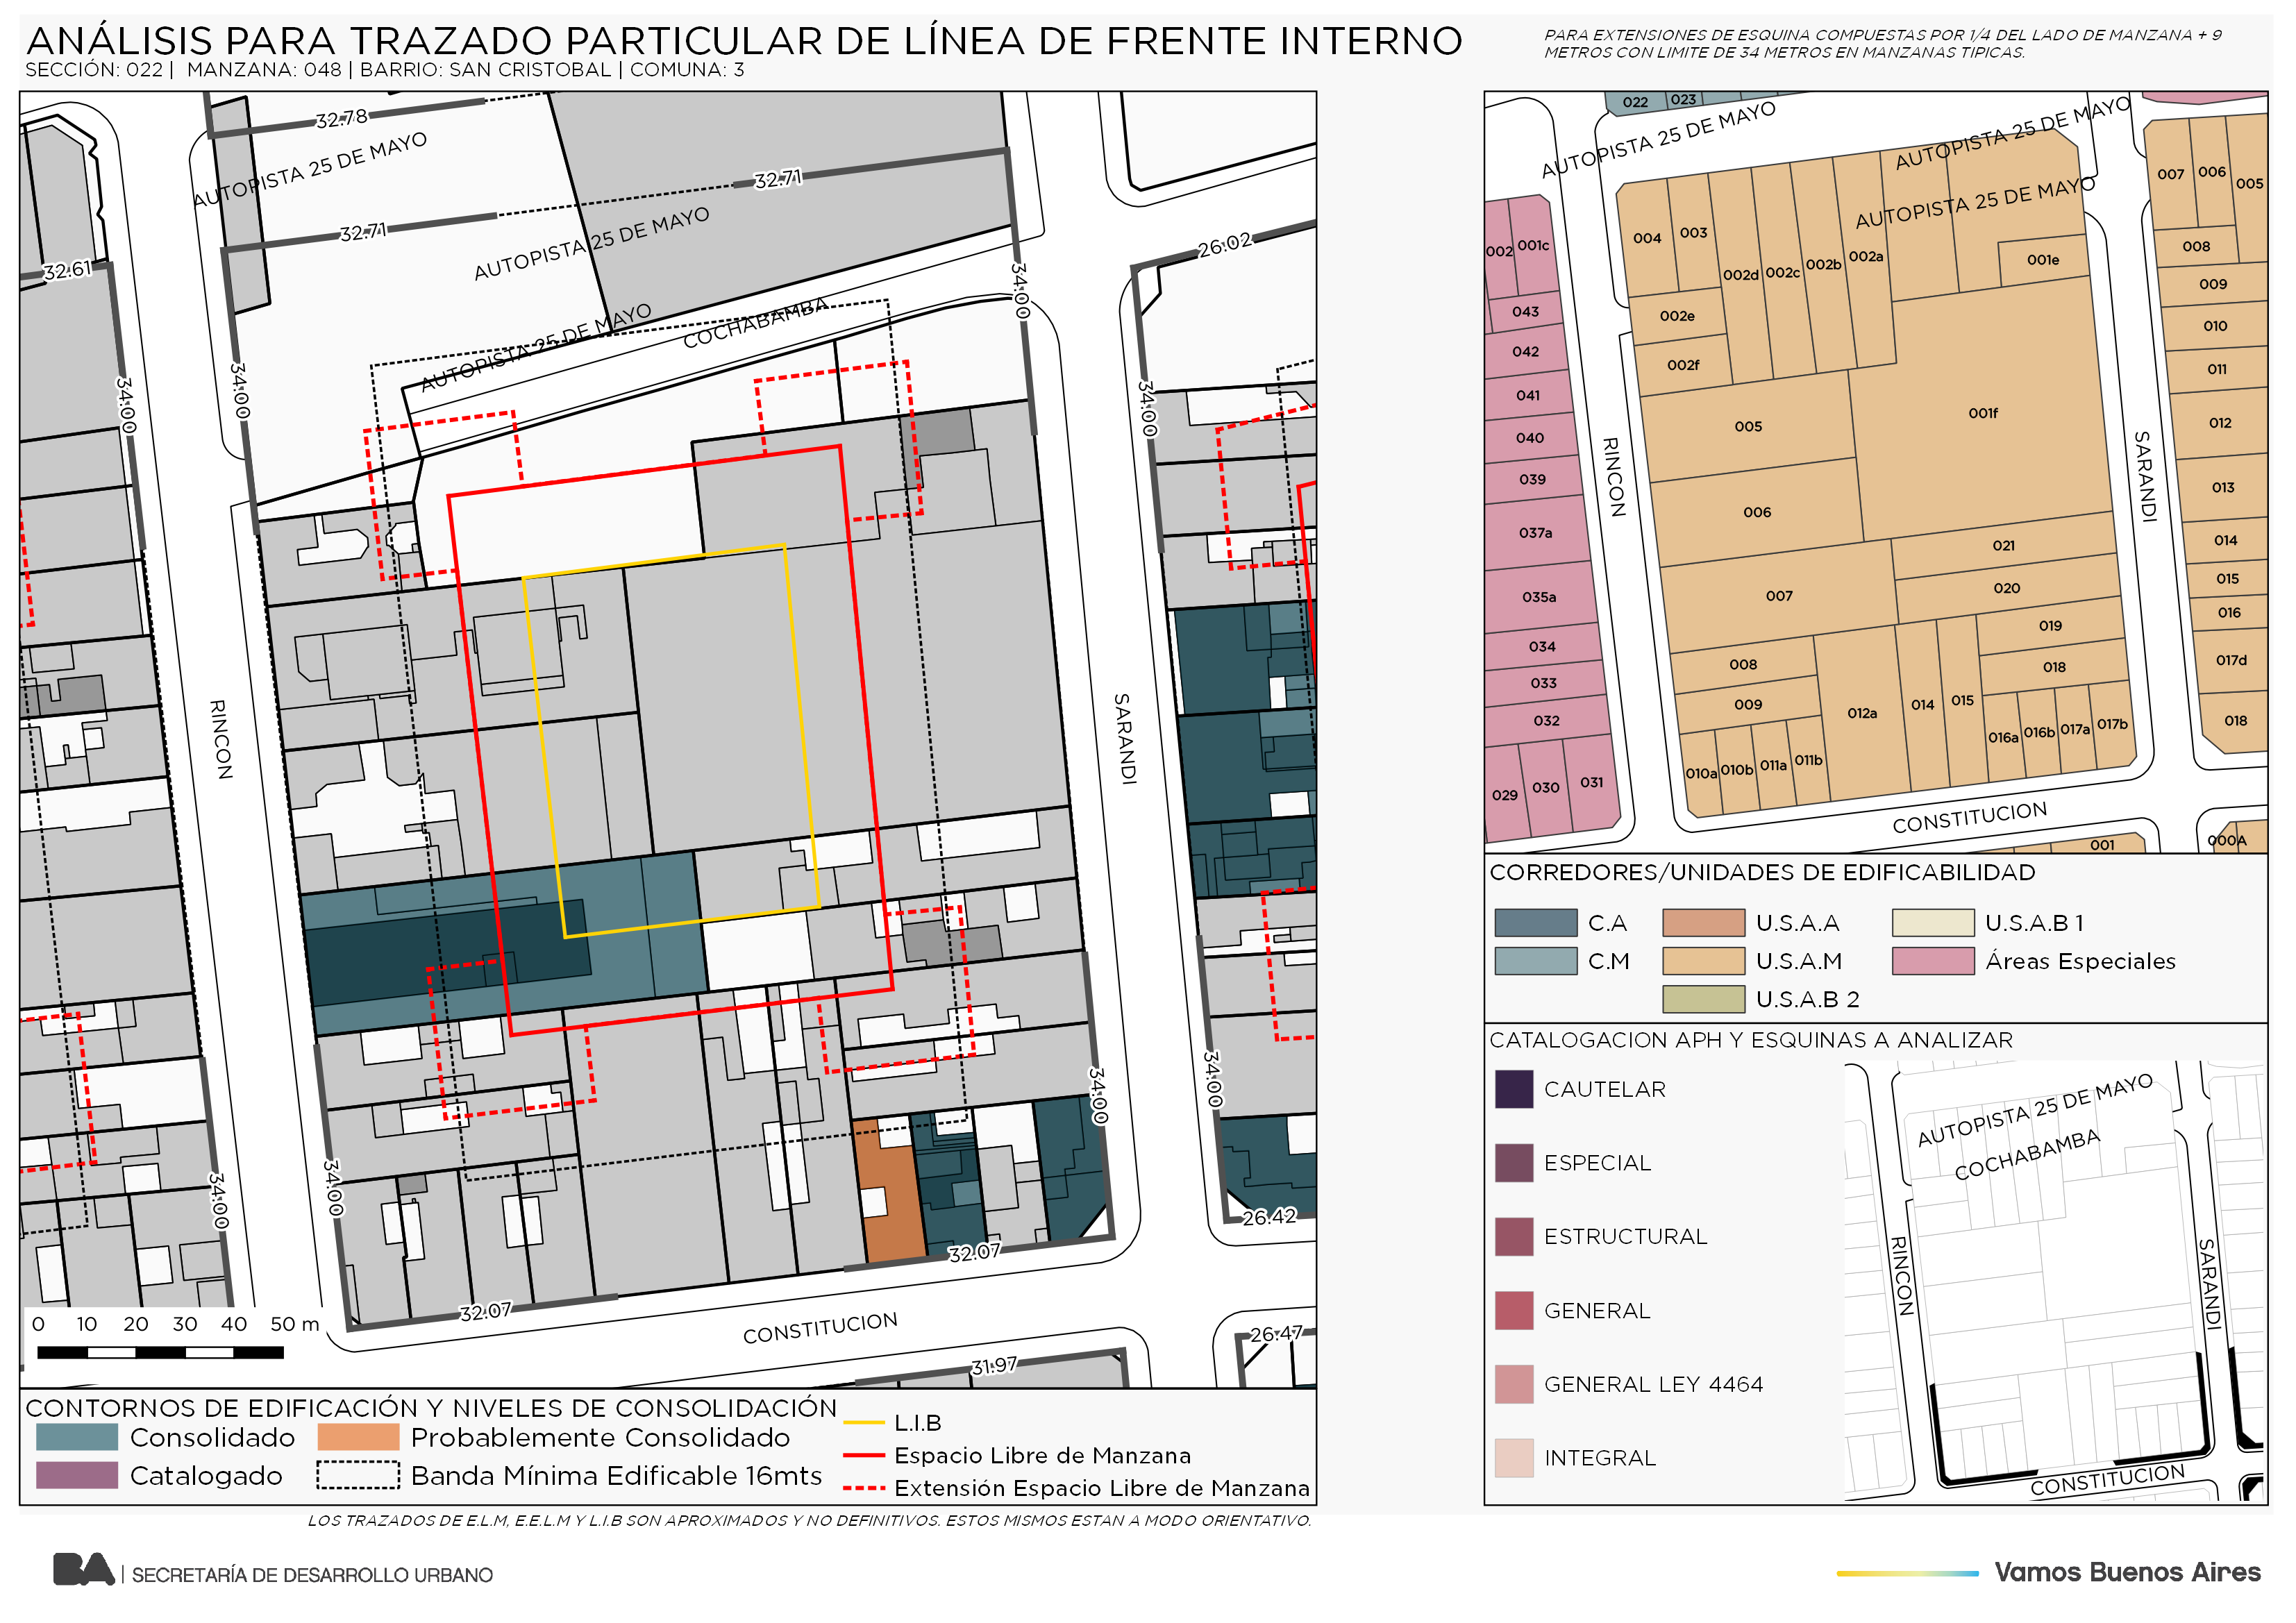 ANÁLISIS PARA TRAZADO PARTICULAR DE LÍNEA DE FRENTE INTERNO
SECCIÓN: 022 | MANZANA: 048 | BARRIO: SAN CRISTOBAL | COMUNA: 3
PARA EXTENSIONES DE ESQUINA COMPUESTAS POR 1/4 DEL LADO DE MANZANA + 9
METROS CON LIMITE DE 34 METROS EN MANZANAS TIPICAS.
32.78
AUTOPISTA 25 DE MAYO
32.71
32.71
AUTOPISTA 25 DE MAYO
32.61
26.02
34.00
34.00
34.00
34.00
AUTOPISTA 25 DE MAYO
COCHABAMBA
RINCON
SARANDI
34.00
34.00
34.00
34.00
26.42
32.07
32.07
CONSTITUCION
26.47
31.97
0 10 20 30 40 50 m
CONTORNOS DE EDIFICACIÓN Y NIVELES DE CONSOLIDACIÓN
Consolidado
Probablemente Consolidado
Catalogado
Banda Mínima Edificable 16mts
L.I.B
Espacio Libre de Manzana
Extensión Espacio Libre de Manzana
LOS TRAZADOS DE E.L.M, E.E.L.M Y L.I.B SON APROXIMADOS Y NO DEFINITIVOS. ESTOS MISMOS ESTAN A MODO ORIENTATIVO.
022 023
AUTOPISTA 25 DE MAYO
AUTOPISTA 25 DE MAYO
AUTOPISTA 25 DE MAYO
007 006 005
002 001c
004 003
002d 002c 002b 002a
001e
008
009
043
002e
010
042
002f
011
041
005
001f
012
040
RINCON
SARANDI
039
013
006
037a
021
014
035a
007
020
015
016
034
019
008
018
017d
033
009
012a
014
015
032
018
016a 016b 017a 017b
010a 010b 011a 011b
029 030 031
CONSTITUCION
001
000A
CORREDORES/UNIDADES DE EDIFICABILIDAD
C.A
U.S.A.A
U.S.A.B 1
C.M
U.S.A.M
Áreas Especiales
U.S.A.B 2
CATALOGACION APH Y ESQUINAS A ANALIZAR
CAUTELAR
ESPECIAL
ESTRUCTURAL
GENERAL
GENERAL LEY 4464
INTEGRAL
AUTOPISTA 25 DE MAYO
COCHABAMBA
RINCON
SARANDI
CONSTITUCION
BA | SECRETARÍA DE DESARROLLO URBANO
Vamos Buenos Aires